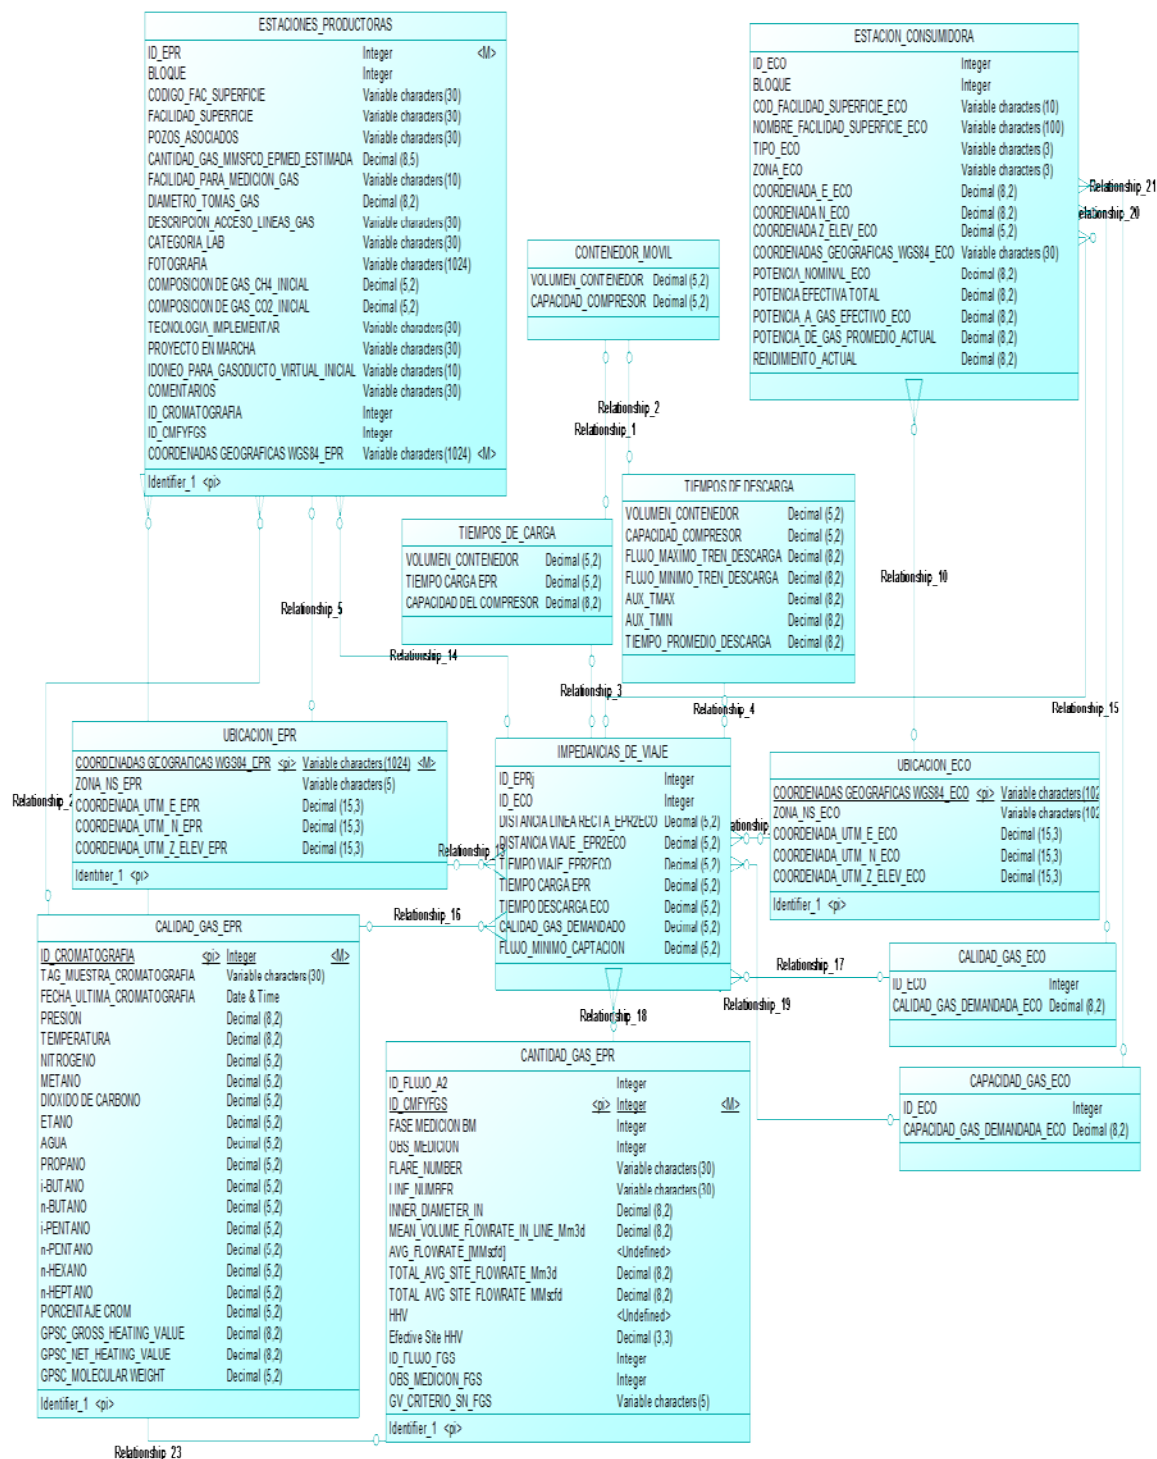 ESTACIONES_PRODUCTORAS
ID_EPR Integer <M>
BLOQUE Integer
CODIGO_FAC_SUPERFICIE Variable characters (30)
FACILIDAD_SUPERFICIE Variable characters (30)
POZOS_ASOCIADOS Variable characters (30)
CANTIDAD_GAS_MMSFCD_EPMED_ESTIMADA Decimal (8,5)
FACILIDAD_PARA_MEDICION_GAS Variable characters (10)
DIAMETRO_TOMAS_GAS Decimal (8,2)
DESCRIPCION_ACCESO_LINEAS_GAS Variable characters (30)
CATEGORIA_LAB Variable characters (30)
FOTOGRAFIA Variable characters (1024)
COMPOSICION DE GAS_CH4_INICIAL Decimal (5,2)
COMPOSICION DE GAS_CO2_INICIAL Decimal (5,2)
TECNOLOGIA_IMPLEMENTAR Variable characters (30)
PROYECTO EN MARCHA Variable characters (30)
IDONEO_PARA_GASODUCTO_VIRTUAL_INICIAL Variable characters (10)
COMENTARIOS Variable characters (30)
ID_CROMATOGRAFIA Integer
ID_CMFYFGS Integer
COORDENADAS GEOGRAFICAS WGS84_EPR Variable characters (1024) <M>
Identifier_1 <pi>
ESTACION_CONSUMIDORA
ID_ECO Integer
BLOQUE Integer
COD_FACILIDAD_SUPERFICIE_ECO Variable characters (10)
NOMBRE_FACILIDAD_SUPERFICIE_ECO Variable characters (100)
TIPO_ECO Variable characters (3)
ZONA_ECO Variable characters (3)
COORDENADA_E_ECO Decimal (8,2)
COORDENADA N_ECO Decimal (8,2)
COORDENADA Z_ELEV_ECO Decimal (5,2)
COORDENADAS_GEOGRAFICAS_WGS84_ECO Variable characters (30)
POTENCIA_NOMINAL_ECO Decimal (8,2)
POTENCIA EFECTIVA TOTAL Decimal (8,2)
POTENCIA_A_GAS_EFECTIVO_ECO Decimal (8,2)
POTENCIA_DE_GAS_PROMEDIO_ACTUAL Decimal (8,2)
RENDIMIENTO_ACTUAL Decimal (8,2)
Relationship_21
elationship_20
CONTENEDOR_MOVIL
VOLUMEN_CONTENEDOR Decimal (5,2)
CAPACIDAD_COMPRESOR Decimal (5,2)
Relationship_2
Relationship_1
TIEMPOS DE DESCARGA
VOLUMEN_CONTENEDOR Decimal (5,2)
CAPACIDAD_COMPRESOR Decimal (5,2)
FLUJO_MAXIMO_TREN_DESCARGA Decimal (8,2)
FLUJO_MINIMO_TREN_DESCARGA Decimal (8,2)
AUX_TMAX Decimal (8,2)
AUX_TMIN Decimal (8,2)
TIEMPO_PROMEDIO_DESCARGA Decimal (8,2)
TIEMPOS_DE_CARGA
VOLUMEN_CONTENEDOR Decimal (5,2)
TIEMPO CARGA EPR Decimal (5,2)
CAPACIDAD DEL COMPRESOR Decimal (8,2)
Relationship_10
Relationship_5
Relationship_14
Relationship_3
Relationship_4
Relationship_15
UBICACION_EPR
COORDENADAS GEOGRAFICAS WGS84_EPR <pi> Variable characters (1024) <M>
ZONA_NS_EPR Variable characters (5)
COORDENADA_UTM_E_EPR Decimal (15,3)
COORDENADA_UTM_N_EPR Decimal (15,3)
COORDENADA_UTM_Z_ELEV_EPR Decimal (15,3)
Identifier_1 <pi>
Relationship_2
IMPEDANCIAS_DE_VIAJE
ID_EPRj Integer
ID_ECO Integer
DISTANCIA LINEA RECTA_EPR2ECO Decimal (5,2)
DISTANCIA VIAJE_EPR2ECO Decimal (5,2)
TIEMPO VIAJE_EPR2ECO Decimal (5,2)
TIEMPO CARGA EPR Decimal (5,2)
TIEMPO DESCARGA ECO Decimal (5,2)
CALIDAD_GAS_DEMANDADO Decimal (5,2)
FLUJO_MINIMO_CAPTACION Decimal (5,2)
ationship
UBICACION_ECO
COORDENADAS GEOGRAFICAS WGS84_ECO <pi> Variable characters (102
ZONA_NS_ECO Variable characters (102
COORDENADA_UTM_E_ECO Decimal (15,3)
COORDENADA_UTM_N_ECO Decimal (15,3)
COORDENADA_UTM_Z_ELEV_ECO Decimal (15,3)
Identifier_1 <pi>
Relationship_16
Relationship_17
Relationship_19
Relationship_18
CALIDAD_GAS_EPR
ID_CROMATOGRAFIA <pi> Integer <M>
TAG_MUESTRA_CROMATOGRAFIA Variable characters (30)
FECHA_ULTIMA_CROMATOGRAFIA Date & Time
PRESION Decimal (8,2)
TEMPERATURA Decimal (8,2)
NITROGENO Decimal (5,2)
METANO Decimal (5,2)
DIOXIDO DE CARBONO Decimal (5,2)
ETANO Decimal (5,2)
AGUA Decimal (5,2)
PROPANO Decimal (5,2)
i-BUTANO Decimal (5,2)
n-BUTANO Decimal (5,2)
i-PENTANO Decimal (5,2)
n-PENTANO Decimal (5,2)
n-HEXANO Decimal (5,2)
n-HEPTANO Decimal (5,2)
PORCENTAJE CROM Decimal (5,2)
GPSC_GROSS_HEATING_VALUE Decimal (8,2)
GPSC_NET_HEATING_VALUE Decimal (8,2)
GPSC_MOLECULAR WEIGHT Decimal (5,2)
Identifier_1 <pi>
CALIDAD_GAS_ECO
ID_ECO Integer
CALIDAD_GAS_DEMANDADA_ECO Decimal (8,2)
CAPACIDAD_GAS_ECO
ID_ECO Integer
CAPACIDAD_GAS_DEMANDADA_ECO Decimal (8,2)
CANTIDAD_GAS_EPR
ID_FLUJO_A2 Integer
ID_CMFYFGS <pi> Integer <M>
FASE MEDICION BM Integer
OBS_MEDICION Integer
FLARE_NUMBER Variable characters (30)
LINE_NUMBER Variable characters (30)
INNER_DIAMETER_IN Decimal (8,2)
MEAN_VOLUME_FLOWRATE_IN_LINE_Mm3d Decimal (8,2)
AVG_FLOWRATE_[MMscfd] <Undefined>
TOTAL_AVG_SITE_FLOWRATE_Mm3d Decimal (8,2)
TOTAL_AVG_SITE_FLOWRATE_MMscfd Decimal (8,2)
HHV <Undefined>
Efective Site HHV Decimal (3,3)
ID_FLUJO_FGS Integer
OBS_MEDICION_FGS Integer
GV_CRITERIO_SN_FGS Variable characters (5)
Identifier_1 <pi>
Relationship_23